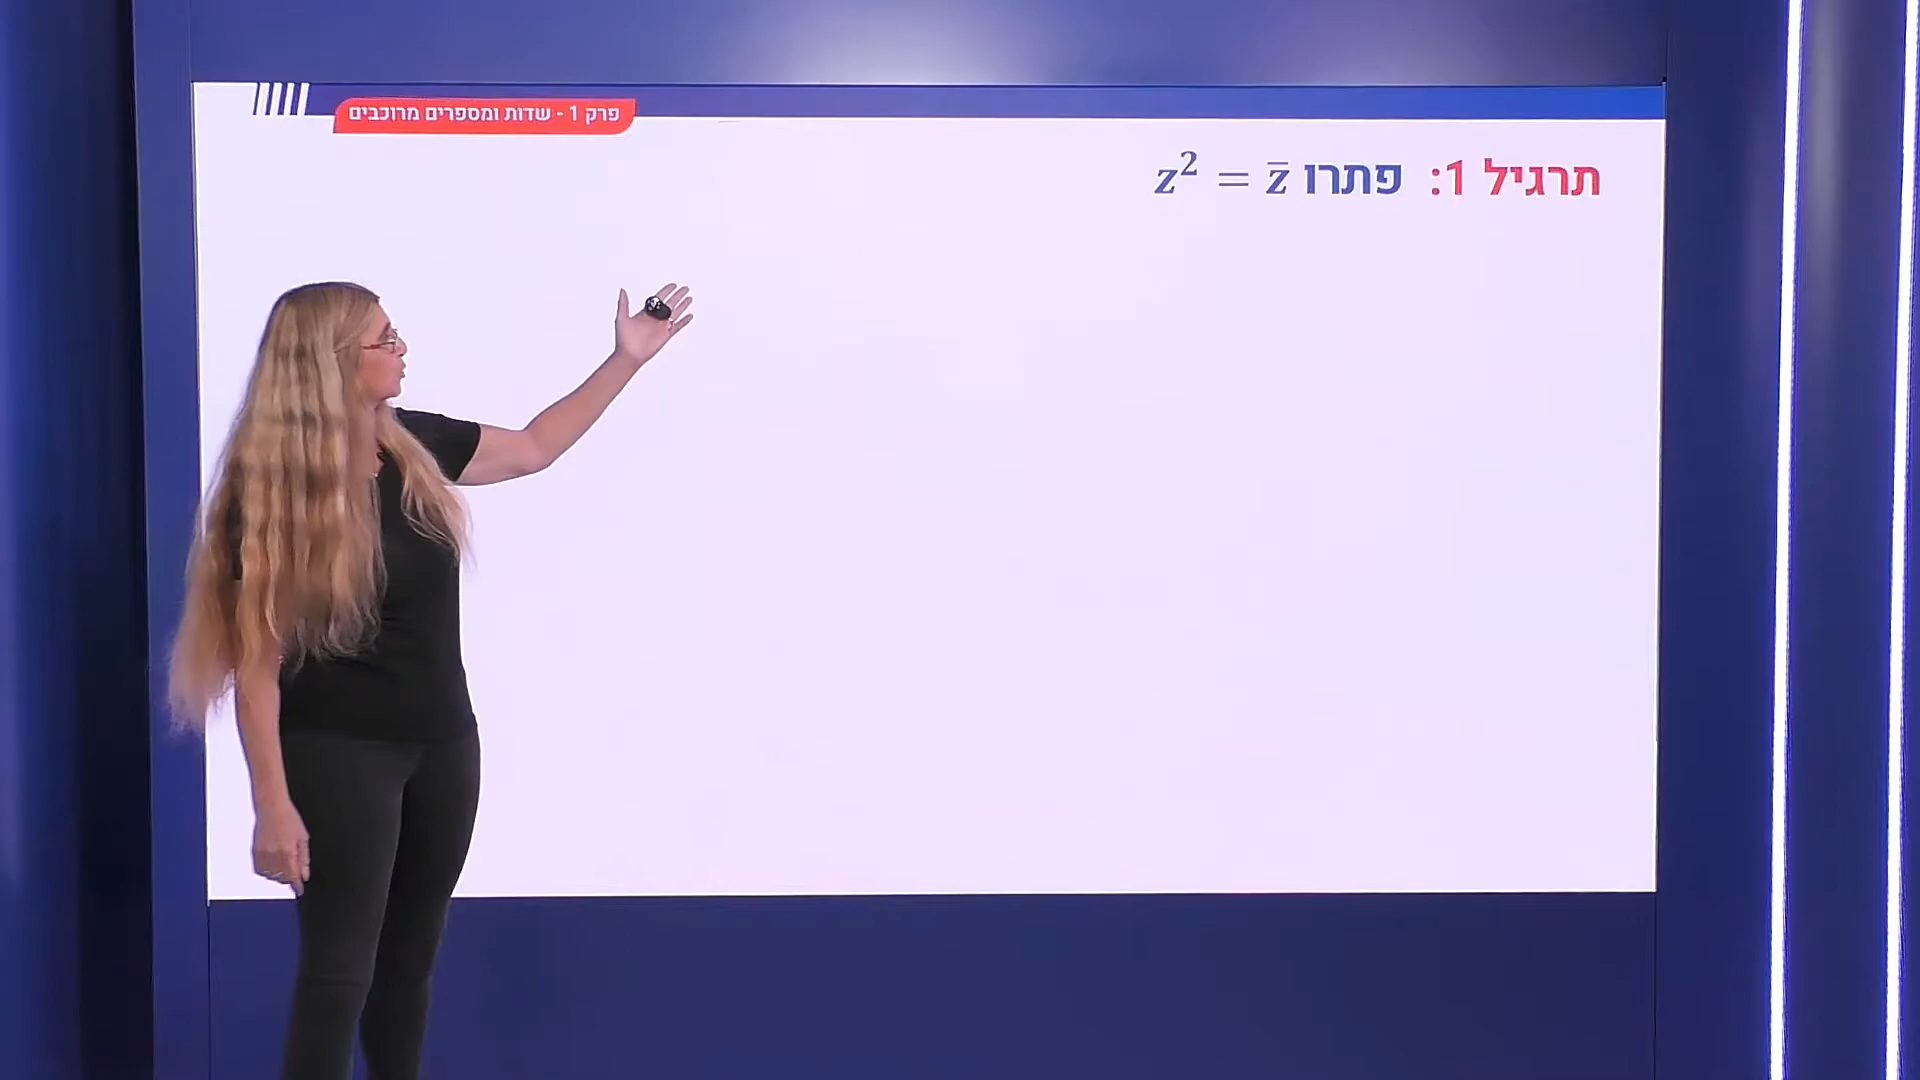 פרק 1 - שדות ומספרים מרוכבים
תרגיל 1: פתרו z² = z̄